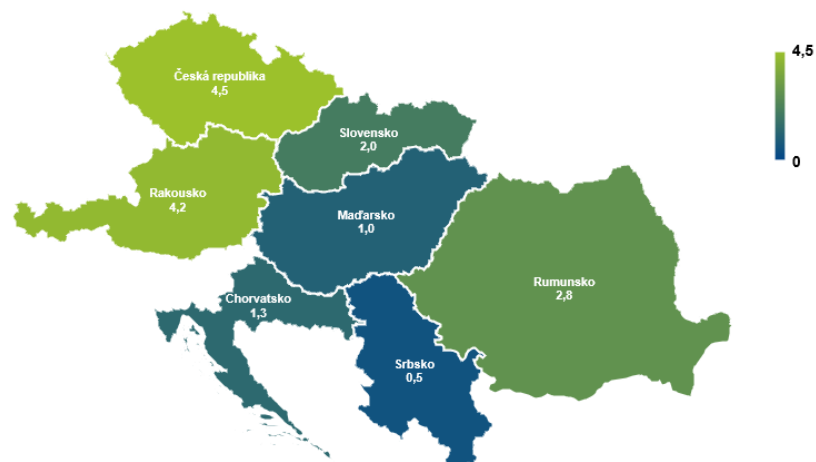 Česká republika
4,5
Slovensko
2,0
Rakousko
4,2
Maďarsko
1,0
Rumunsko
2,8
Chorvatsko
1,3
Srbsko
0,5
4,5
0